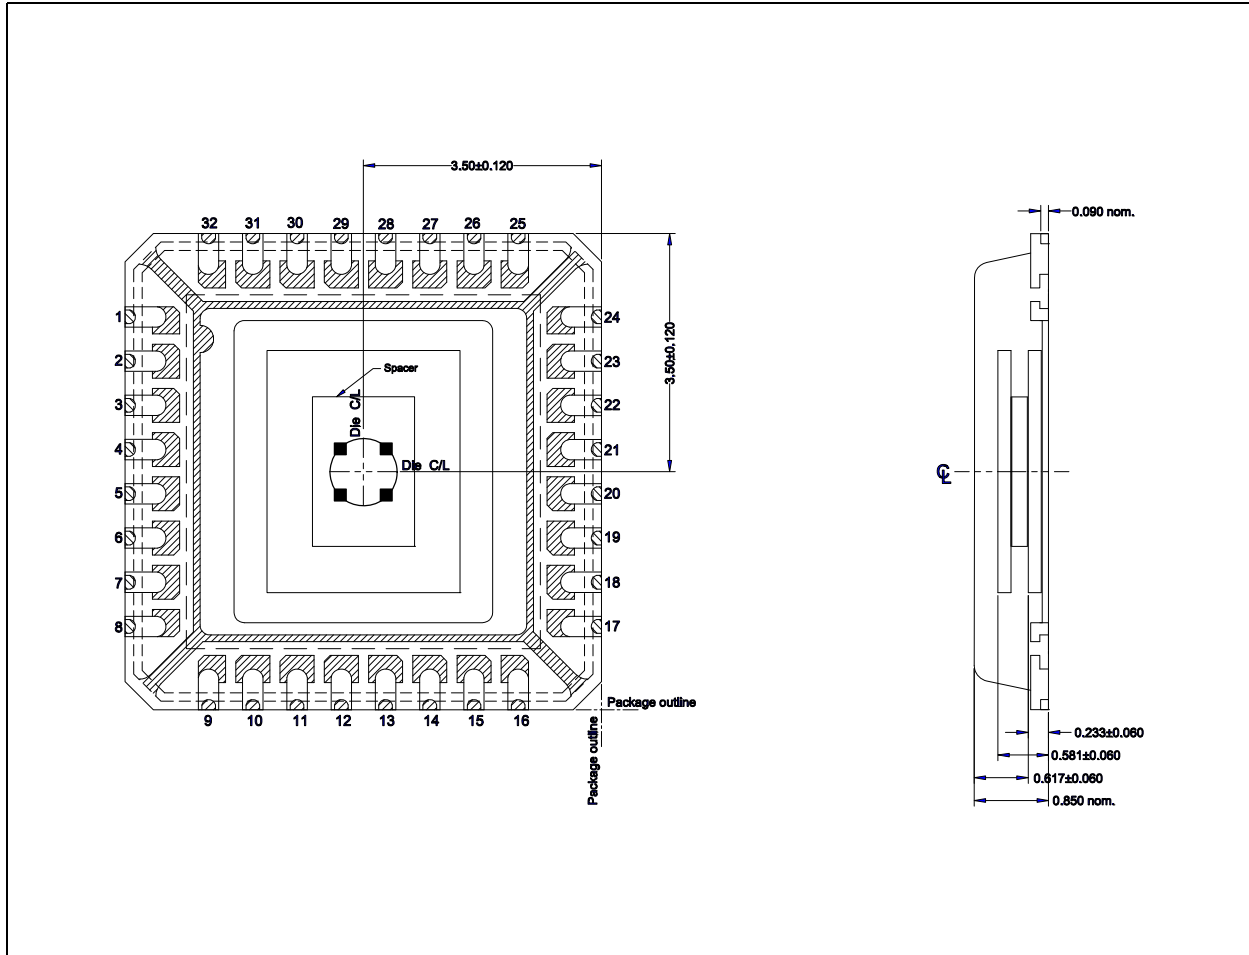 3.50±0.120
0.090 nom.
32 31 30 29 28 27 26 25
1 24
2 23
3.50±0.120
Spacer
3 22
Die C/L
4 21
Die C/L
℄
5 20
6 19
7 18
8 17
Package outline
9 10 11 12 13 14 15 16
Package outline
0.233±0.060
0.581±0.060
0.617±0.060
0.850 nom.